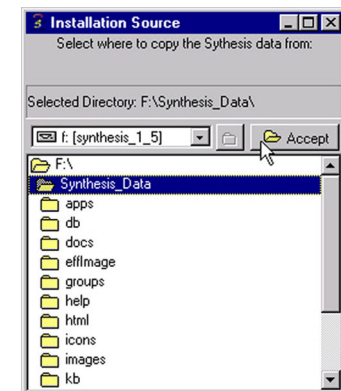 Installation Source
Select where to copy the Sythesis data from:
Selected Directory: F:\Synthesis_Data\
f: [synthesis_1_5]
Accept
F:\
Synthesis_Data
apps
db
docs
effImage
groups
help
html
icons
images
kb